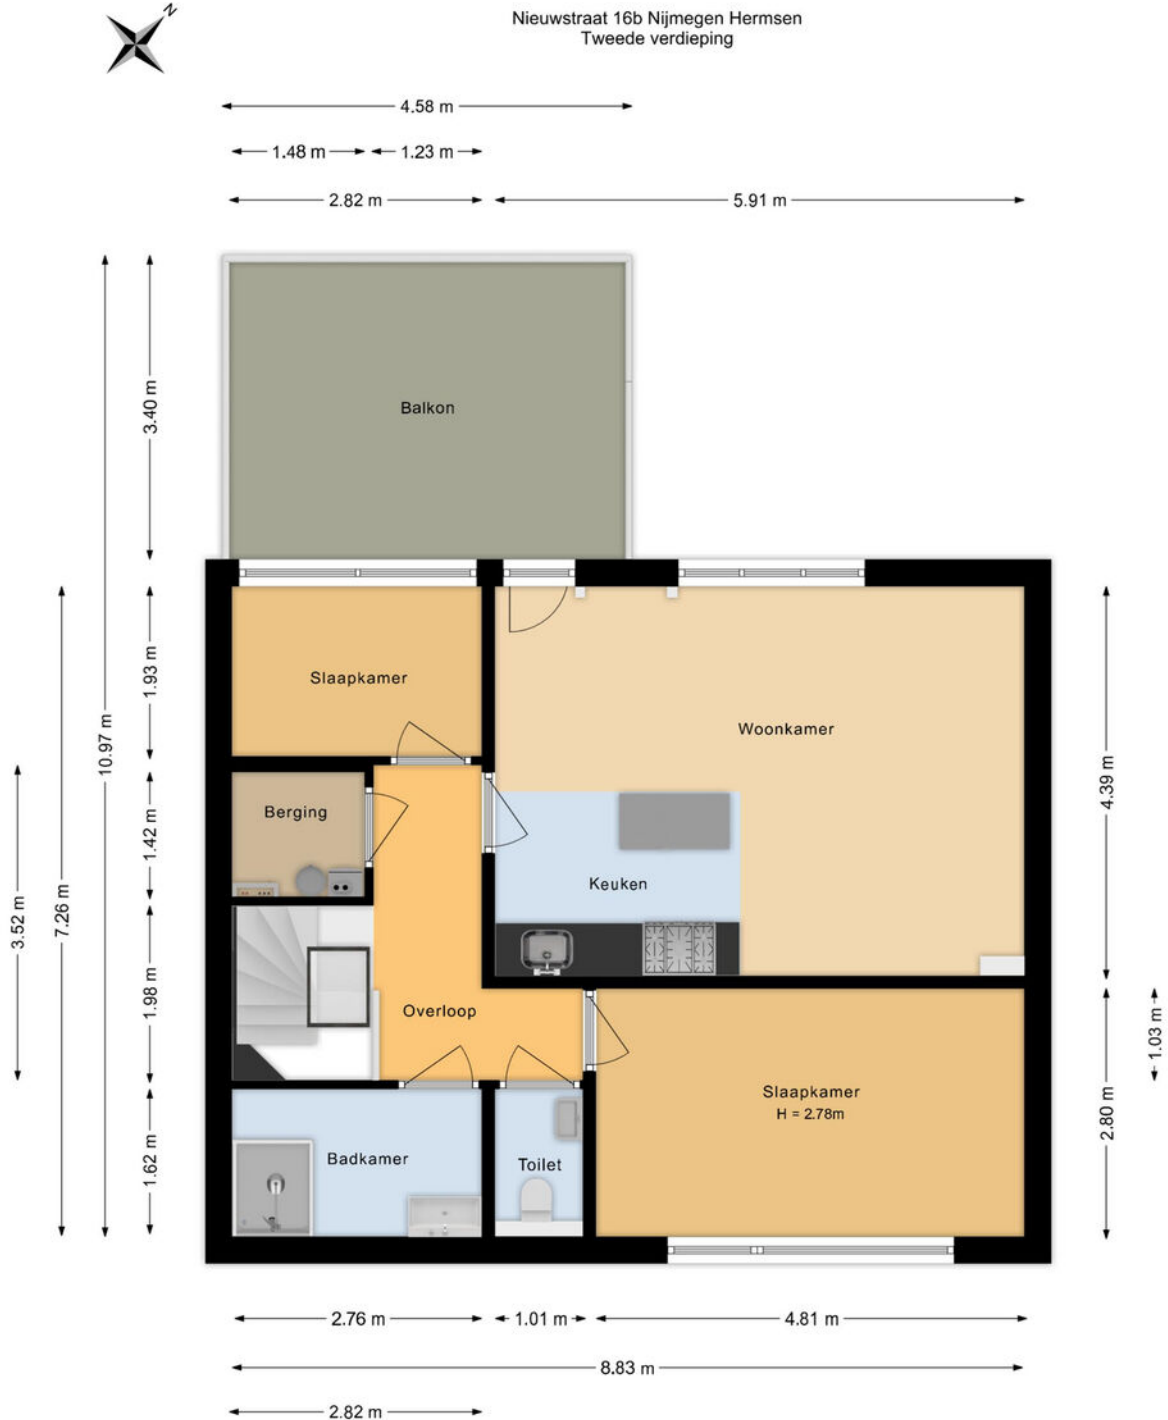 N
Nieuwstraat 16b Nijmegen Hermsen
Tweede verdieping
4.58 m
1.48 m
1.23 m
2.82 m
5.91 m
3.40 m
Balkon
10.97 m
1.93 m
Slaapkamer
Woonkamer
4.39 m
Berging
1.42 m
Keuken
3.52 m
7.26 m
1.98 m
Overloop
1.03 m
Slaapkamer
H = 2.78m
2.80 m
1.62 m
Badkamer
Toilet
2.76 m
1.01 m
4.81 m
8.83 m
2.82 m